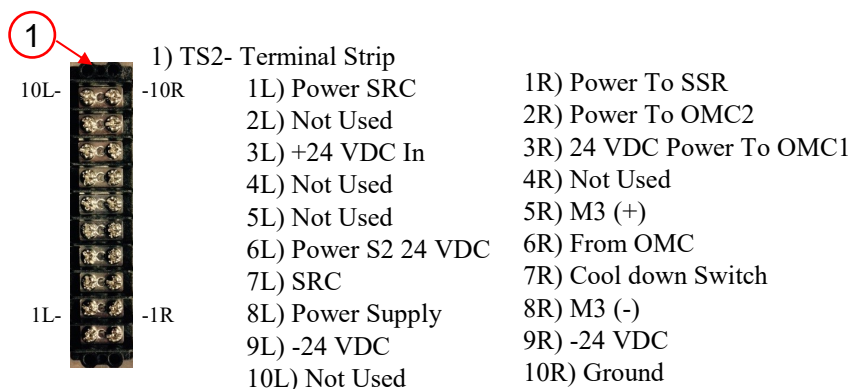 1
1) TS2- Terminal Strip
10L-
-10R
1L-
-1R
1L) Power SRC
2L) Not Used
3L) +24 VDC In
4L) Not Used
5L) Not Used
6L) Power S2 24 VDC
7L) SRC
8L) Power Supply
9L) -24 VDC
10L) Not Used
1R) Power To SSR
2R) Power To OMC2
3R) 24 VDC Power To OMC1
4R) Not Used
5R) M3 (+)
6R) From OMC
7R) Cool down Switch
8R) M3 (-)
9R) -24 VDC
10R) Ground